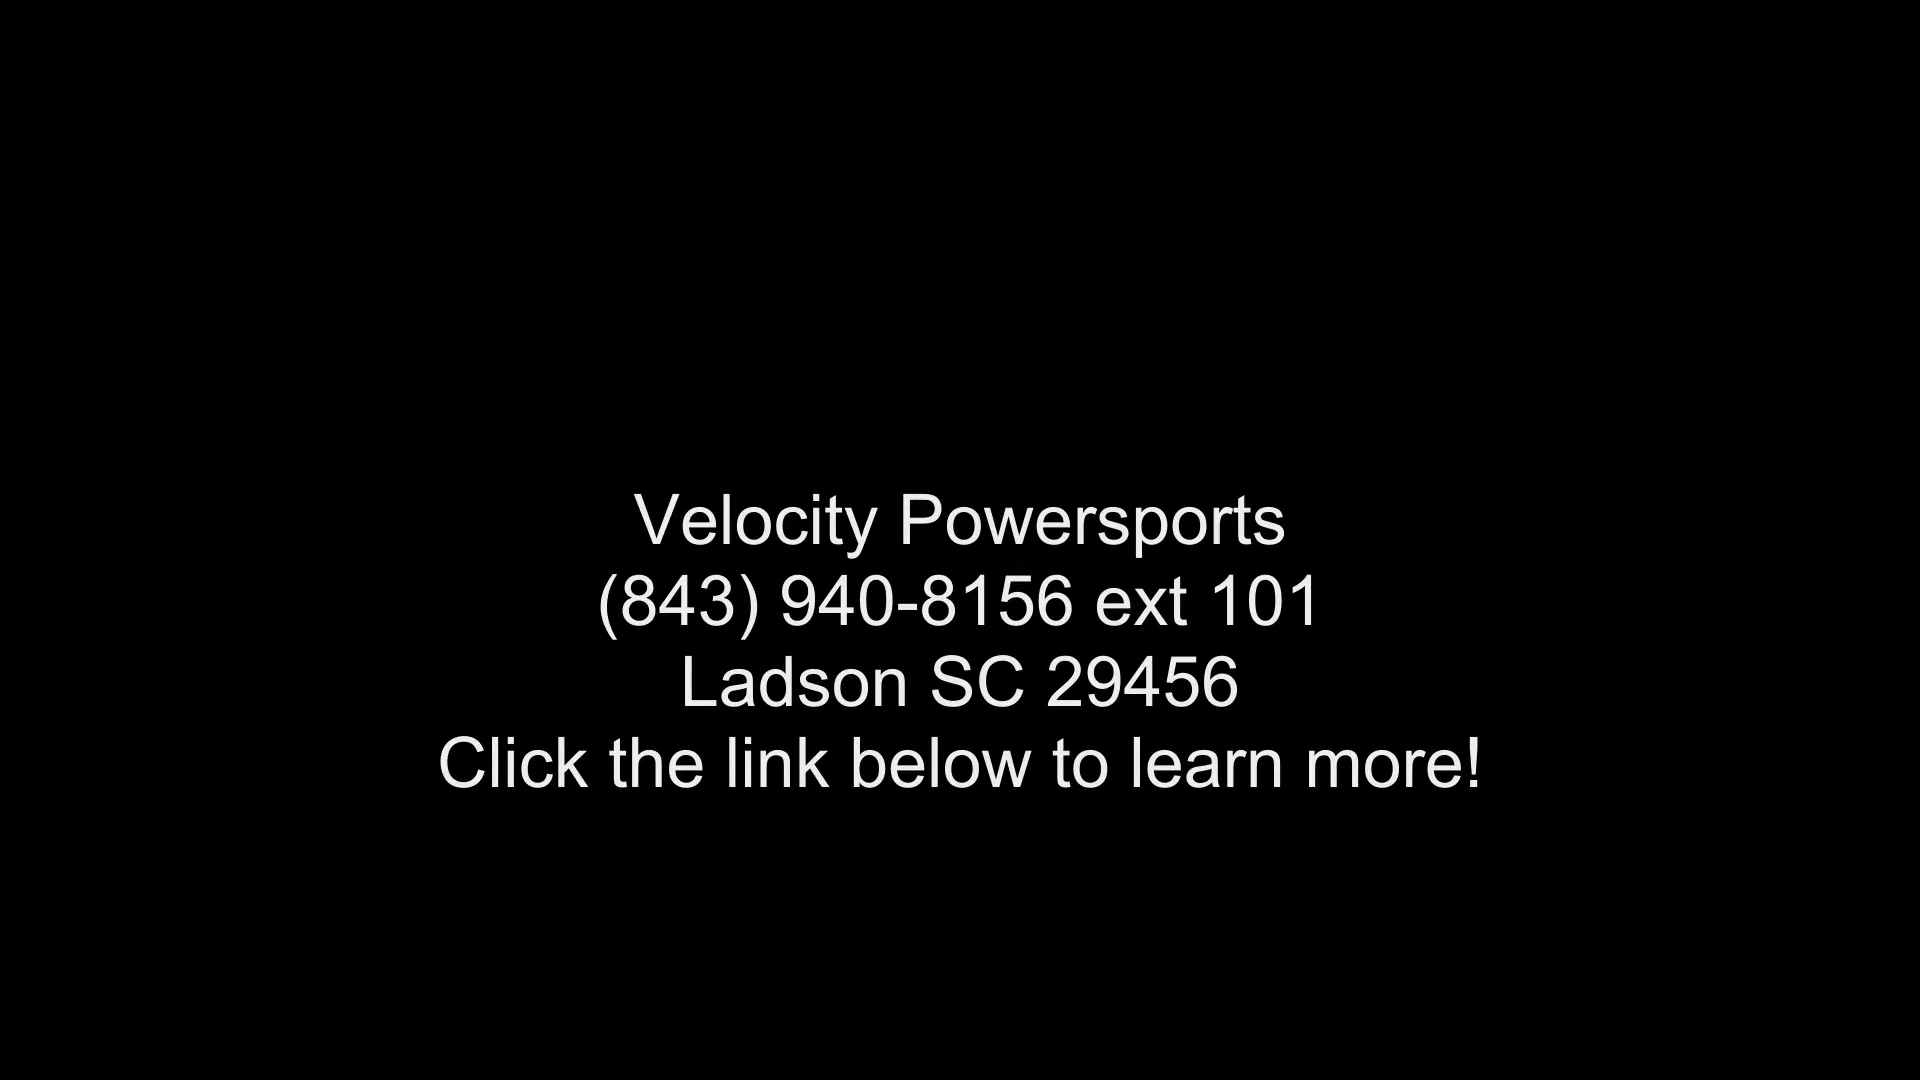 Velocity Powersports
(843) 940-8156 ext 101
Ladson SC 29456
Click the link below to learn more!